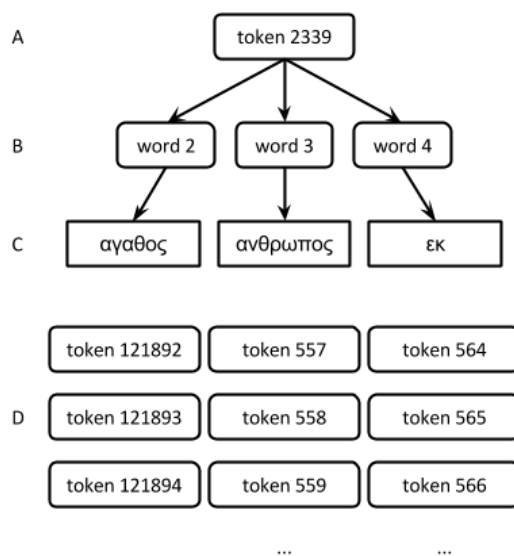 A token 2339
B word 2 word 3 word 4
C αγαθος ανθρωπος εκ
token 121892 token 557 token 564
D token 121893 token 558 token 565
token 121894 token 559 token 566
... ...